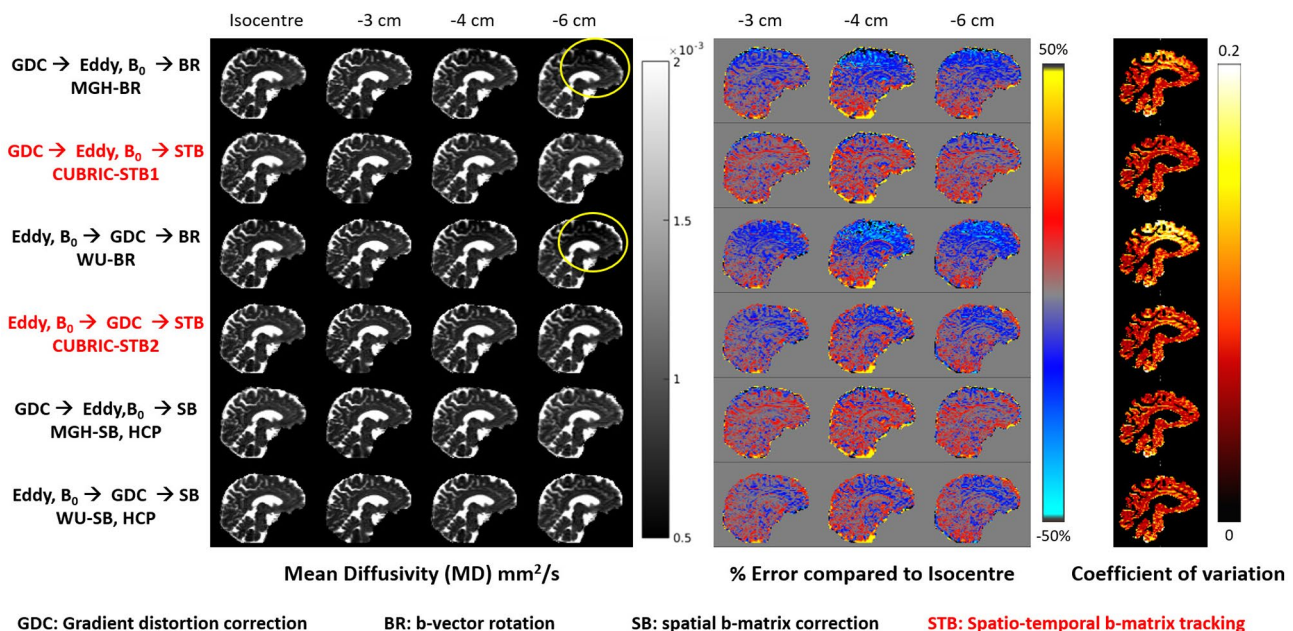 Isocentre -3 cm -4 cm -6 cm -3 cm -4 cm -6 cm
×10⁻³
2
50%
0.2
GDC → Eddy, B₀ → BR
MGH-BR
GDC → Eddy, B₀ → STB
CUBRIC-STB1
1.5
Eddy, B₀ → GDC → BR
WU-BR
Eddy, B₀ → GDC → STB
CUBRIC-STB2
1
GDC → Eddy,B₀ → SB
MGH-SB, HCP
Eddy, B₀ → GDC → SB
WU-SB, HCP
0.5
-50%
0
Mean Diffusivity (MD) mm²/s % Error compared to Isocentre Coefficient of variation
GDC: Gradient distortion correction BR: b-vector rotation SB: spatial b-matrix correction STB: Spatio-temporal b-matrix tracking